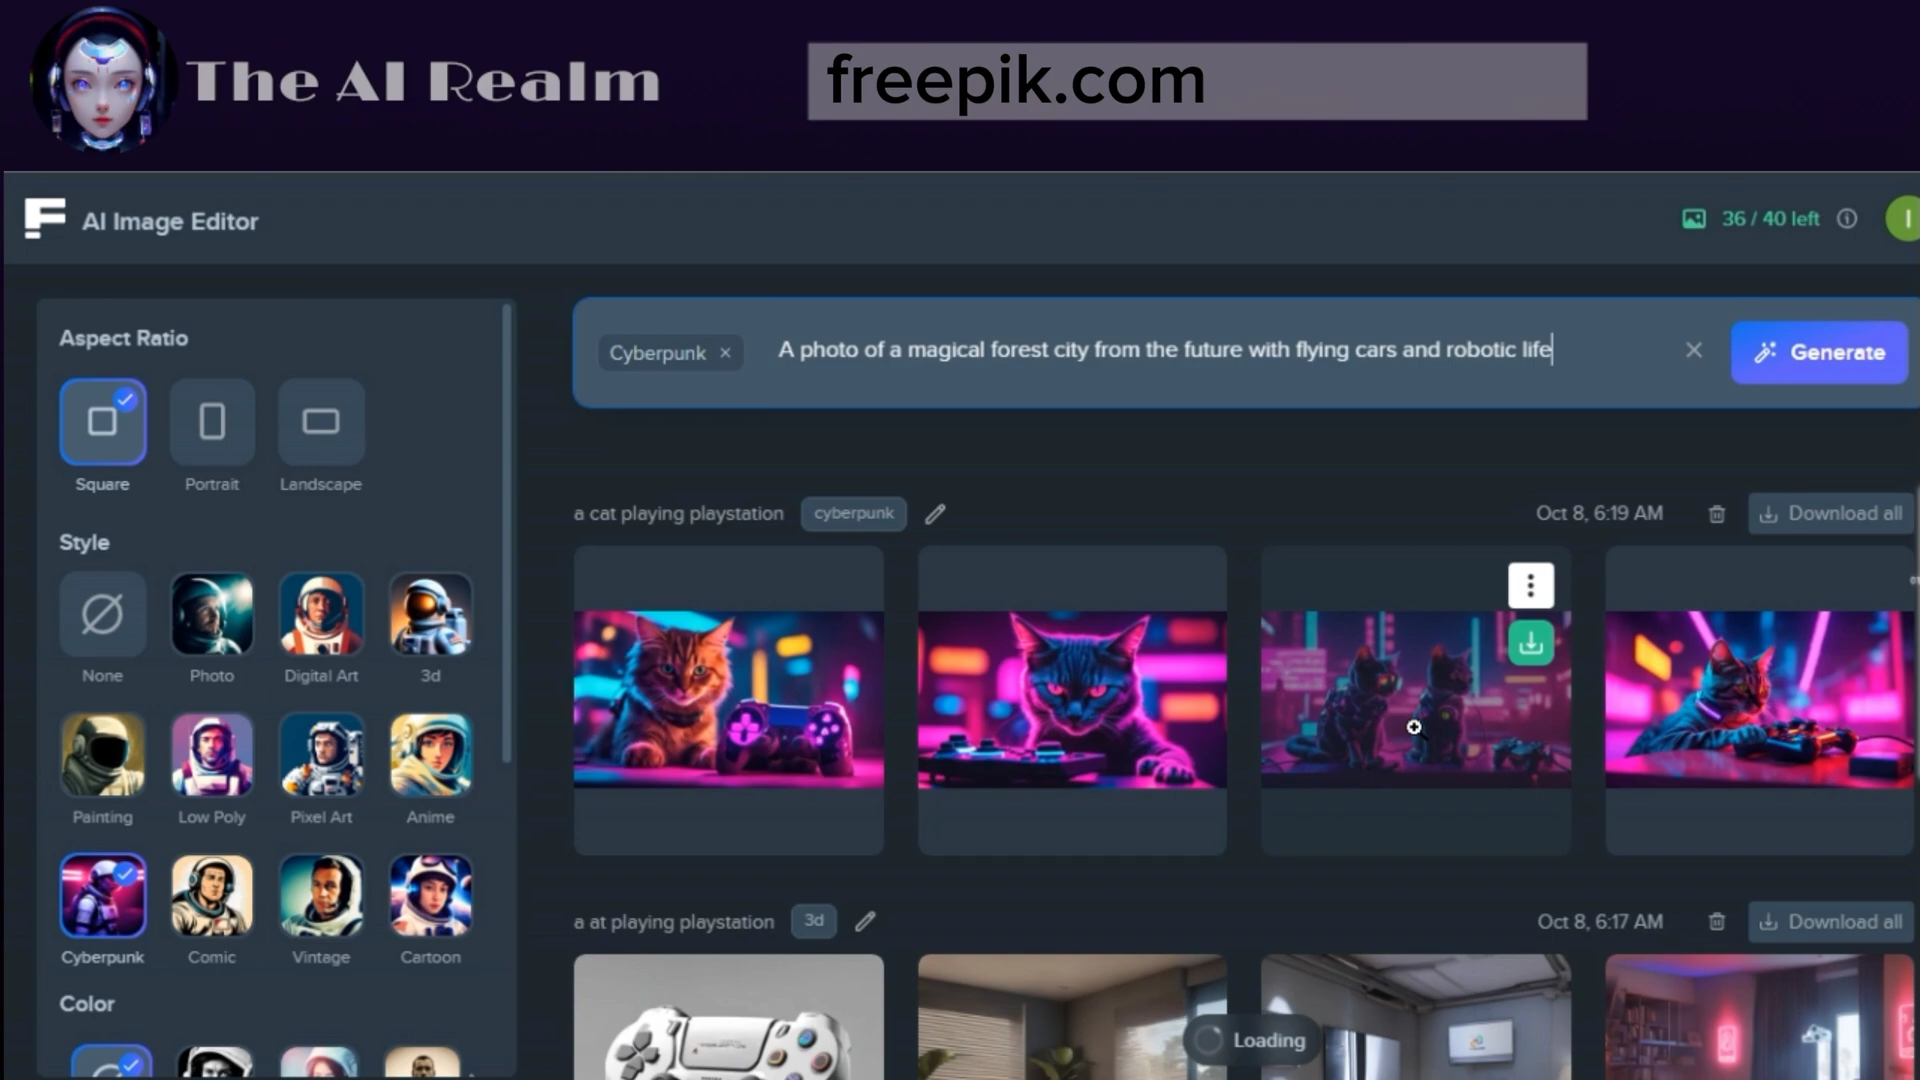 The AI Realm
freepik.com
AI Image Editor
36 / 40 left
I
Aspect Ratio
Square
Portrait
Landscape
Style
None
Photo
Digital Art
3d
Painting
Low Poly
Pixel Art
Anime
Cyberpunk
Comic
Vintage
Cartoon
Color
Cyberpunk ×
A photo of a magical forest city from the future with flying cars and robotic life
Generate
a cat playing playstation
cyberpunk
Oct 8, 6:19 AM
Download all
a at playing playstation
3d
Oct 8, 6:17 AM
Download all
Loading